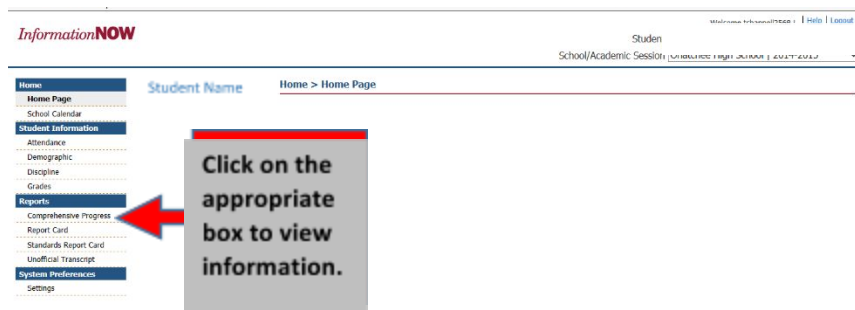 Help | Logout
InformationNOW
Studen
School/Academic Session
Home
Student Name
Home > Home Page
Home Page
School Calendar
Student Information
Attendance
Demographic
Discipline
Grades
Reports
Comprehensive Progress
Report Card
Standards Report Card
Unofficial Transcript
System Preferences
Settings
Click on the
appropriate
box to view
information.